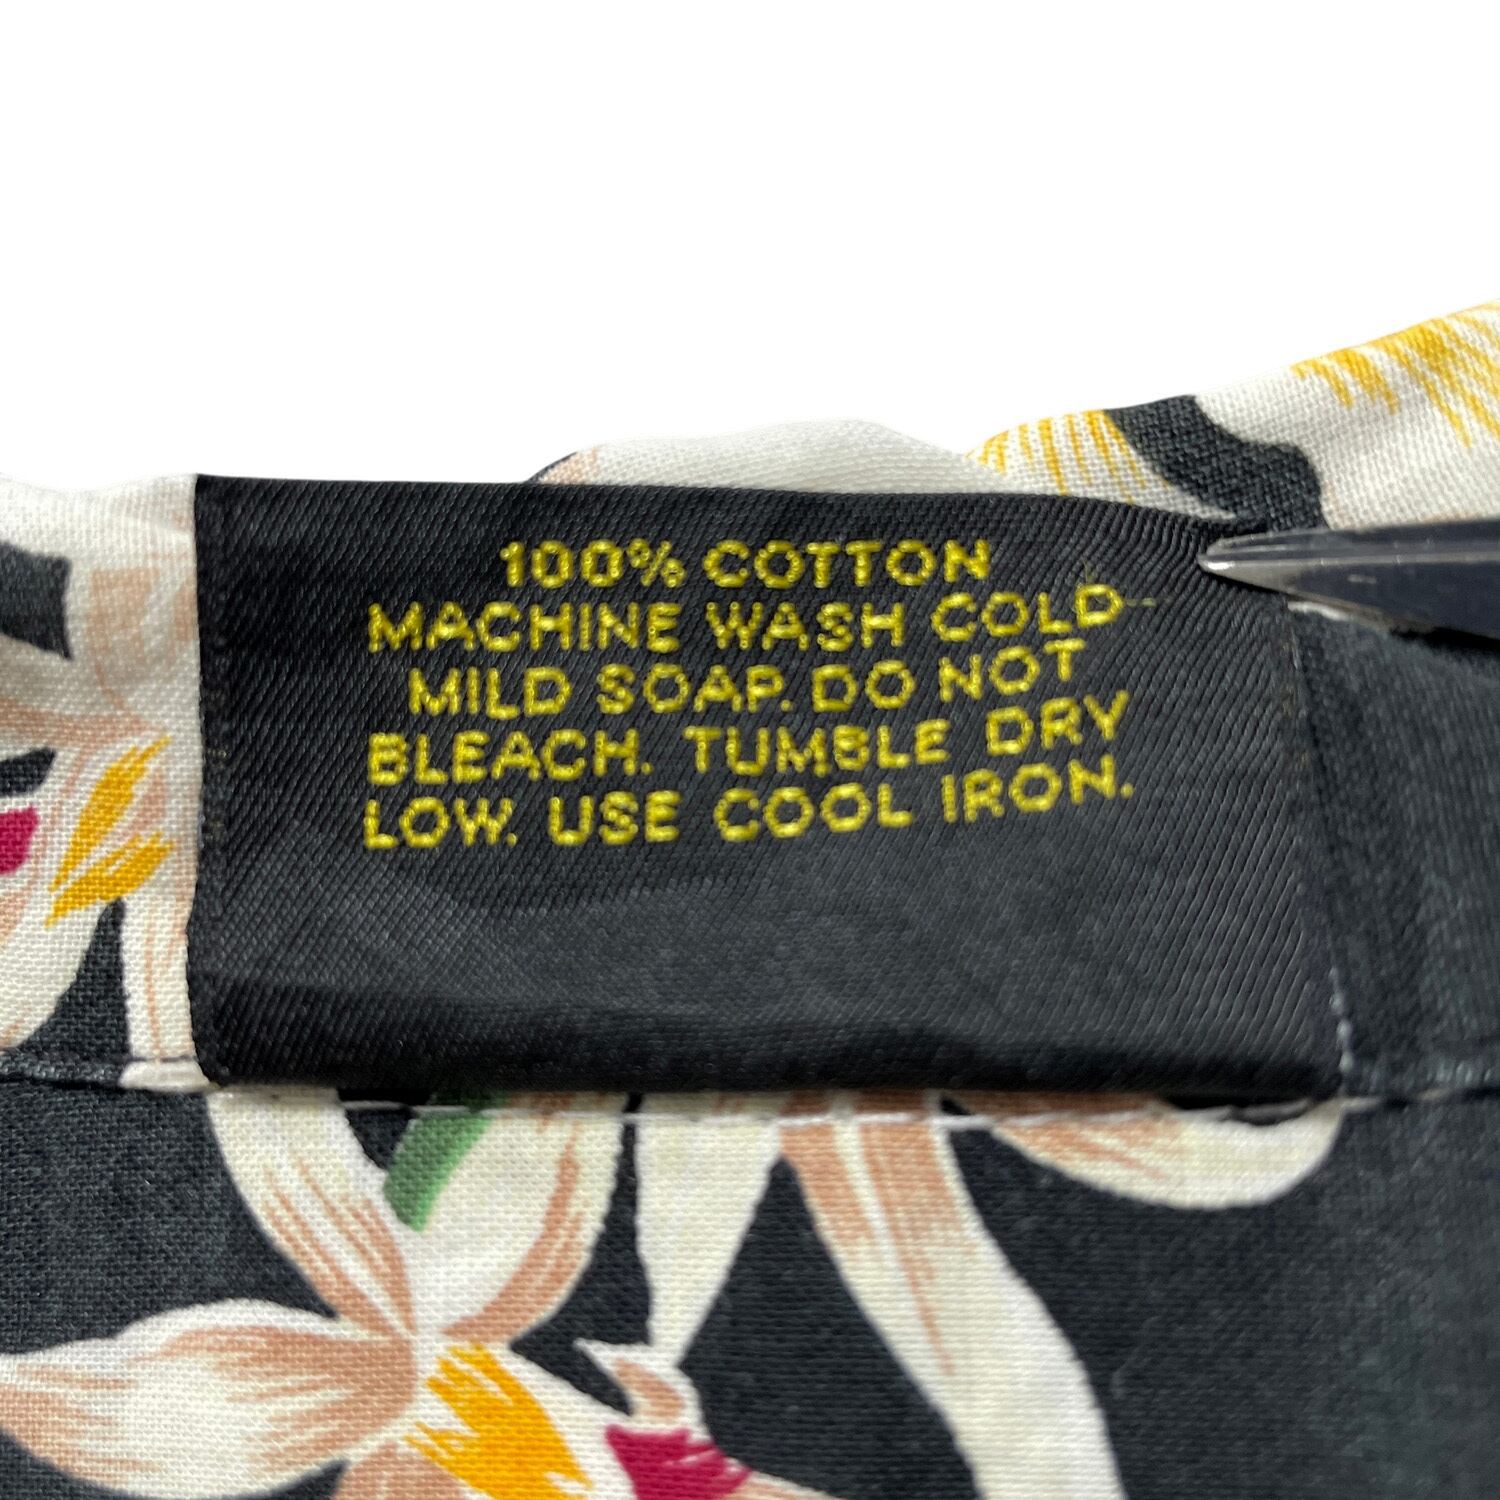 100% COTTON
MACHINE WASH COLD
MILD SOAP. DO NOT
BLEACH. TUMBLE DRY
LOW. USE COOL IRON.